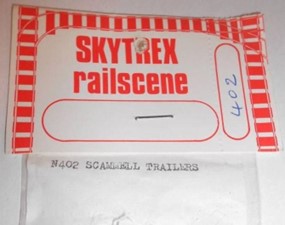 SKYTREX
railscene
402
N402 SCAMMELL TRAILERS